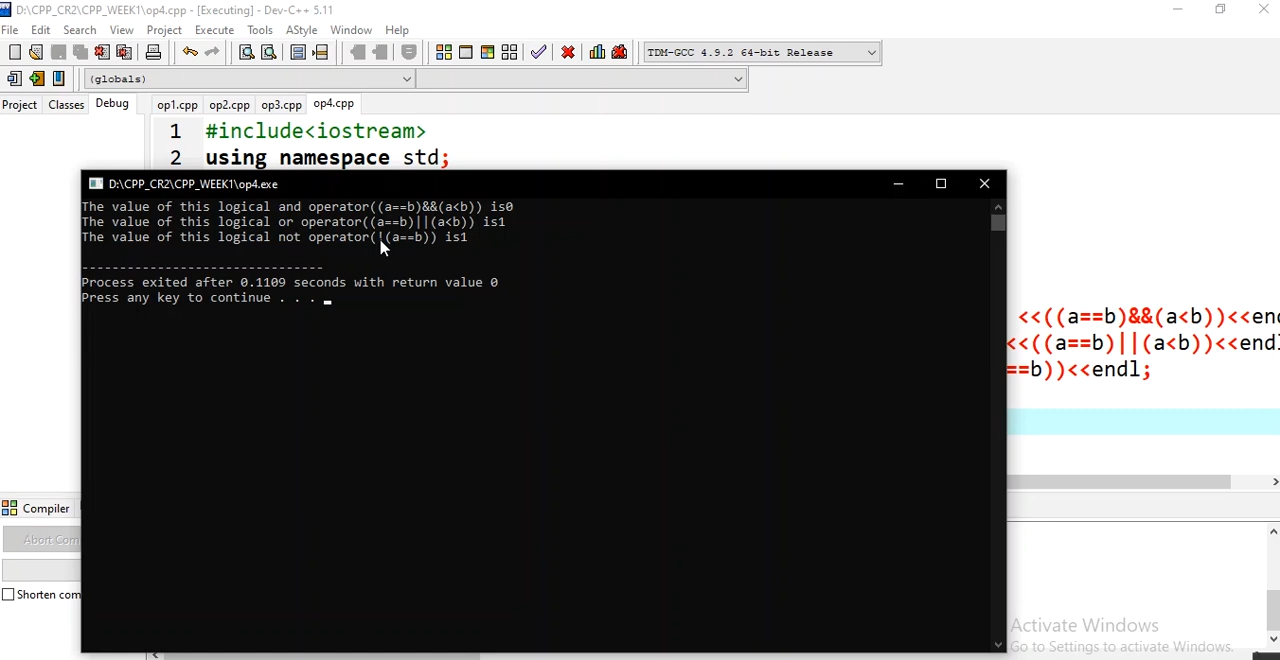 D:\CPP_CR2\CPP_WEEK1\op4.cpp - [Executing] - Dev-C++ 5.11
File Edit Search View Project Execute Tools AStyle Window Help
TDM-GCC 4.9.2 64-bit Release
(globals)
Project Classes Debug op1.cpp op2.cpp op3.cpp op4.cpp
1 #include<iostream>
2 using namespace std;
D:\CPP_CR2\CPP_WEEK1\op4.exe
The value of this logical and operator((a==b)&&(a<b)) is0
The value of this logical or operator((a==b)||(a<b)) is1
The value of this logical not operator(!(a==b)) is1
--------------------------------
Process exited after 0.1109 seconds with return value 0
Press any key to continue . . .
<<((a==b)&&(a<b))<<end
<<((a==b)||(a<b))<<endl
==b))<<endl;
Compiler
Abort Com
Shorten com
Activate Windows
Go to Settings to activate Windows.